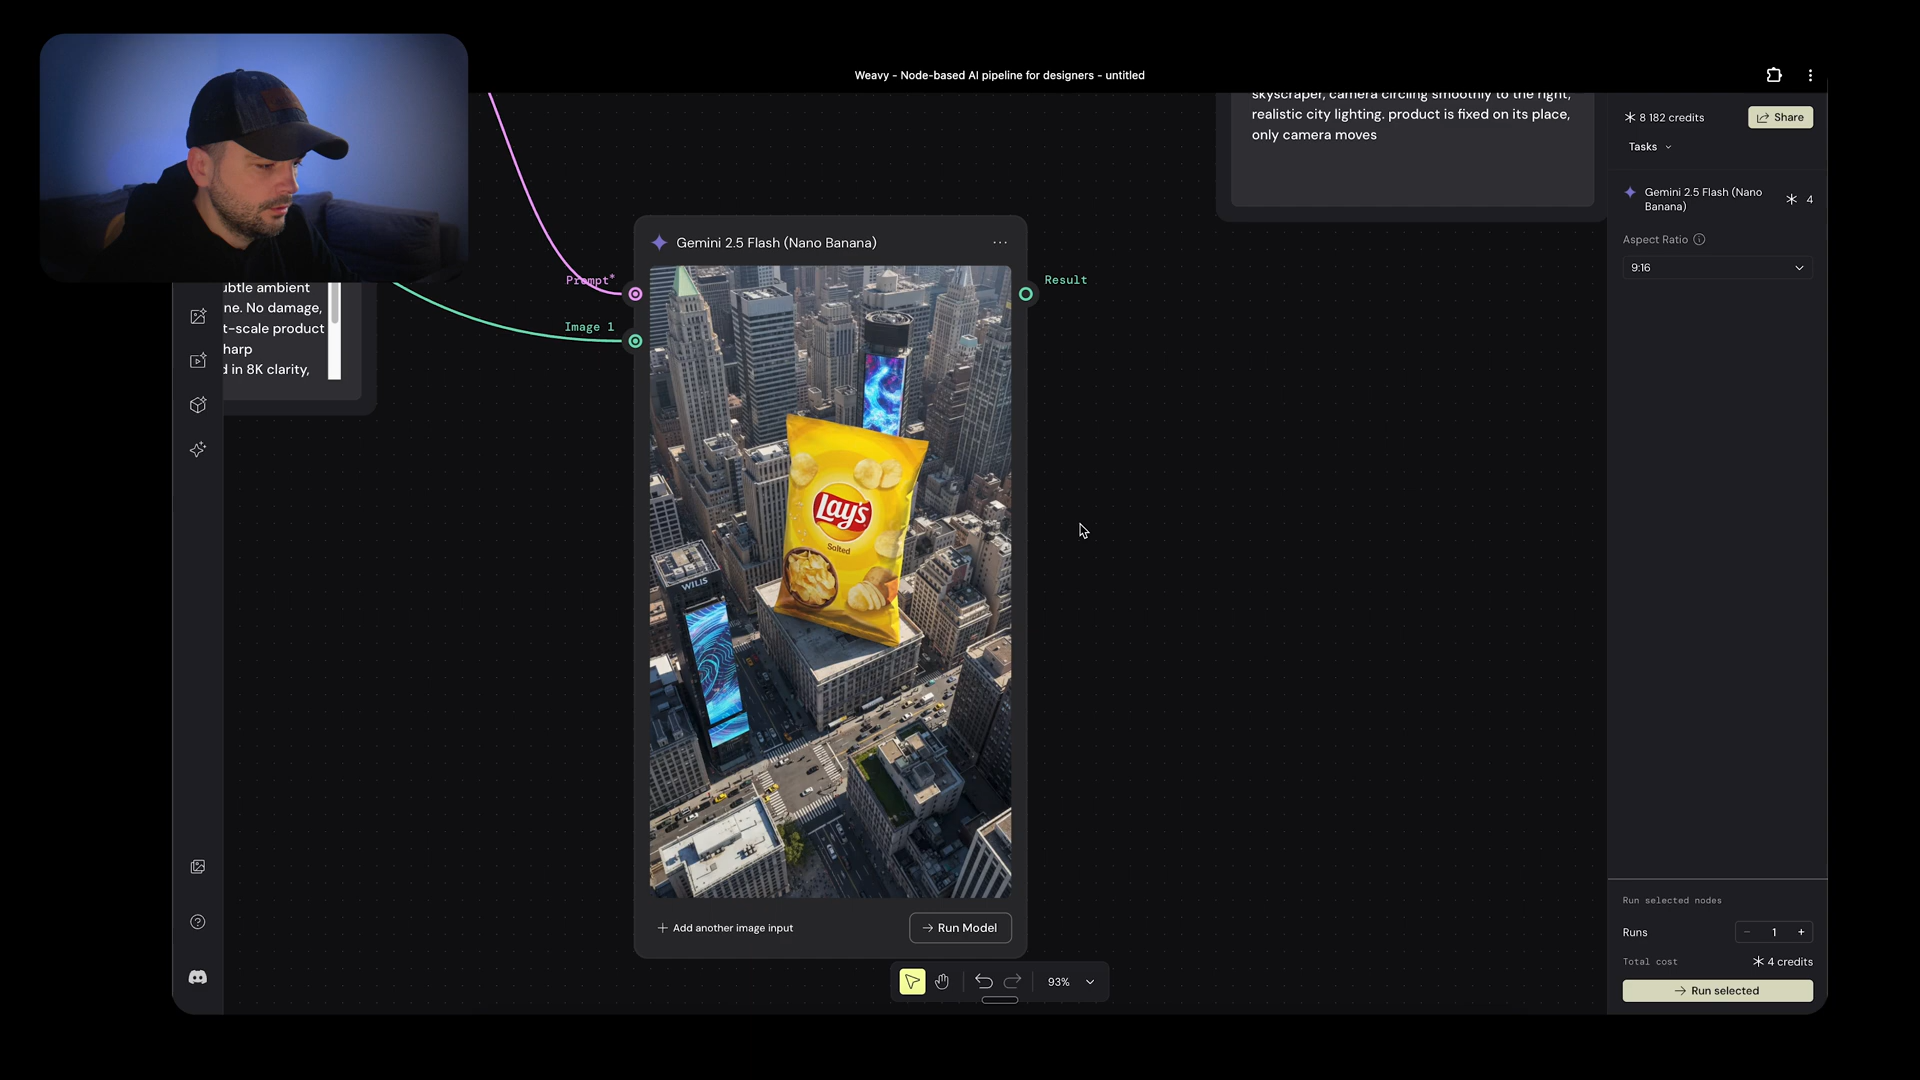 Weavy - Node-based AI pipeline for designers - untitled
skyscraper, camera circling smoothly to the right,
realistic city lighting. product is fixed on its place,
only camera moves
8 182 credits
Share
Tasks
Gemini 2.5 Flash (Nano
Banana)
4
Aspect Ratio
9:16
Gemini 2.5 Flash (Nano Banana)
Prompt*
Image 1
Result
ubtle ambient
ne. No damage,
t-scale product
harp
d in 8K clarity,
WILIS
Lay's
Salted
+ Add another image input
→ Run Model
93%
Run selected nodes
Runs
1
Total cost
4 credits
→ Run selected